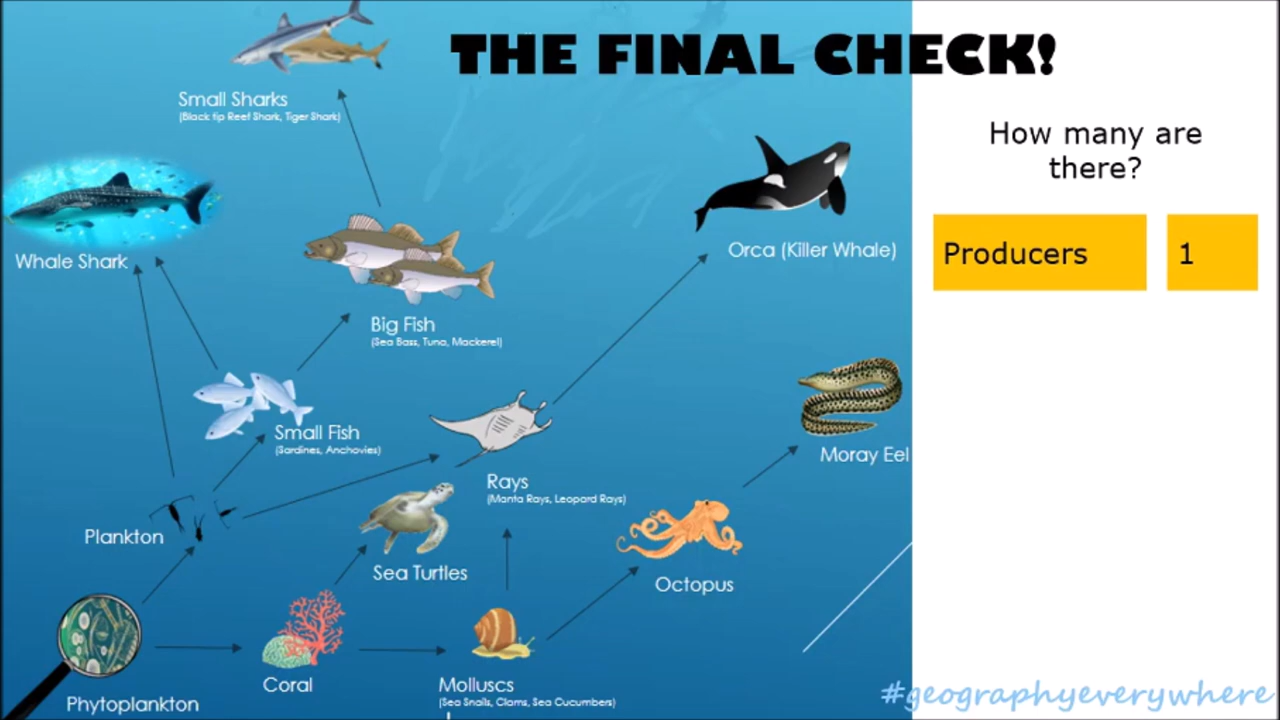 THE FINAL CHECK!
Small Sharks
(Black tip Reef Shark, Tiger Shark)
How many are
there?
Producers 1
Whale Shark
Orca (Killer Whale)
Big Fish
(Sea Bass, Tuna, Mackerel)
Small Fish
(Sardines, Anchovies)
Moray Eel
Rays
(Manta Rays, Leopard Rays)
Plankton
Sea Turtles
Octopus
Phytoplankton
Coral
Molluscs
(Sea Snails, Clams, Sea Cucumbers)
#geographyeverywhere